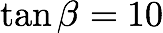 tan β = 10